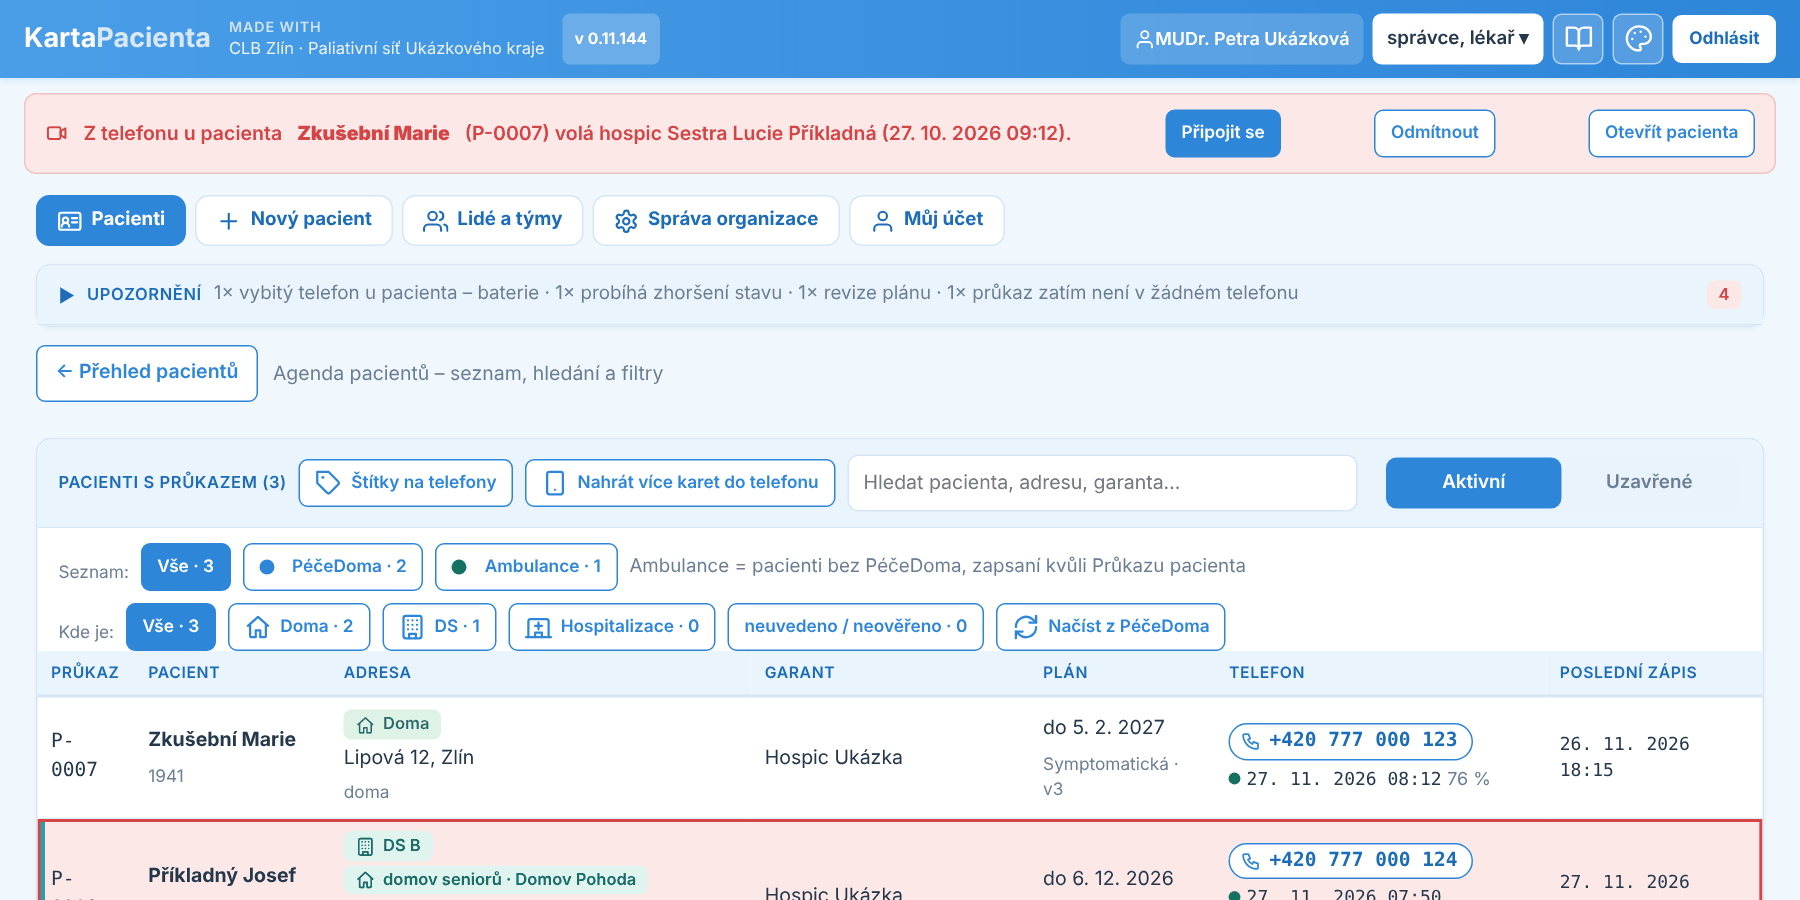 KartaPacienta
MADE WITH
CLB Zlín · Paliativní síť Ukázkového kraje
v 0.11.144
MUDr. Petra Ukázková
správce, lékař ▾
Odhlásit
Z telefonu u pacienta Zkušební Marie (P-0007) volá hospic Sestra Lucie Příkladná (27. 10. 2026 09:12).
Připojit se
Odmítnout
Otevřít pacienta
Pacienti
Nový pacient
Lidé a týmy
Správa organizace
Můj účet
▶ UPOZORNĚNÍ 1× vybitý telefon u pacienta – baterie · 1× probíhá zhoršení stavu · 1× revize plánu · 1× průkaz zatím není v žádném telefonu
4
← Přehled pacientů
Agenda pacientů – seznam, hledání a filtry
PACIENTI S PRŮKAZEM (3)
Štítky na telefony
Nahrát více karet do telefonu
Hledat pacienta, adresu, garanta...
Aktivní
Uzavřené
Seznam: Vše · 3 PéčeDoma · 2 Ambulance · 1 Ambulance = pacienti bez PéčeDoma, zapsaní kvůli Průkazu pacienta
Kde je: Vše · 3 Doma · 2 DS · 1 Hospitalizace · 0 neuvedeno / neověřeno · 0 Načíst z PéčeDoma
PRŮKAZ PACIENT ADRESA GARANT PLÁN TELEFON POSLEDNÍ ZÁPIS
P-
0007
Zkušební Marie
1941
Doma
Lipová 12, Zlín
doma
Hospic Ukázka
do 5. 2. 2027
Symptomatická ·
v3
+420 777 000 123
27. 11. 2026 08:12 76 %
26. 11. 2026
18:15
P-
Příkladný Josef
DS B
domov seniorů · Domov Pohoda
Hospic Ukázka
do 6. 12. 2026
+420 777 000 124
27. 11. 2026 07:50
27. 11. 2026